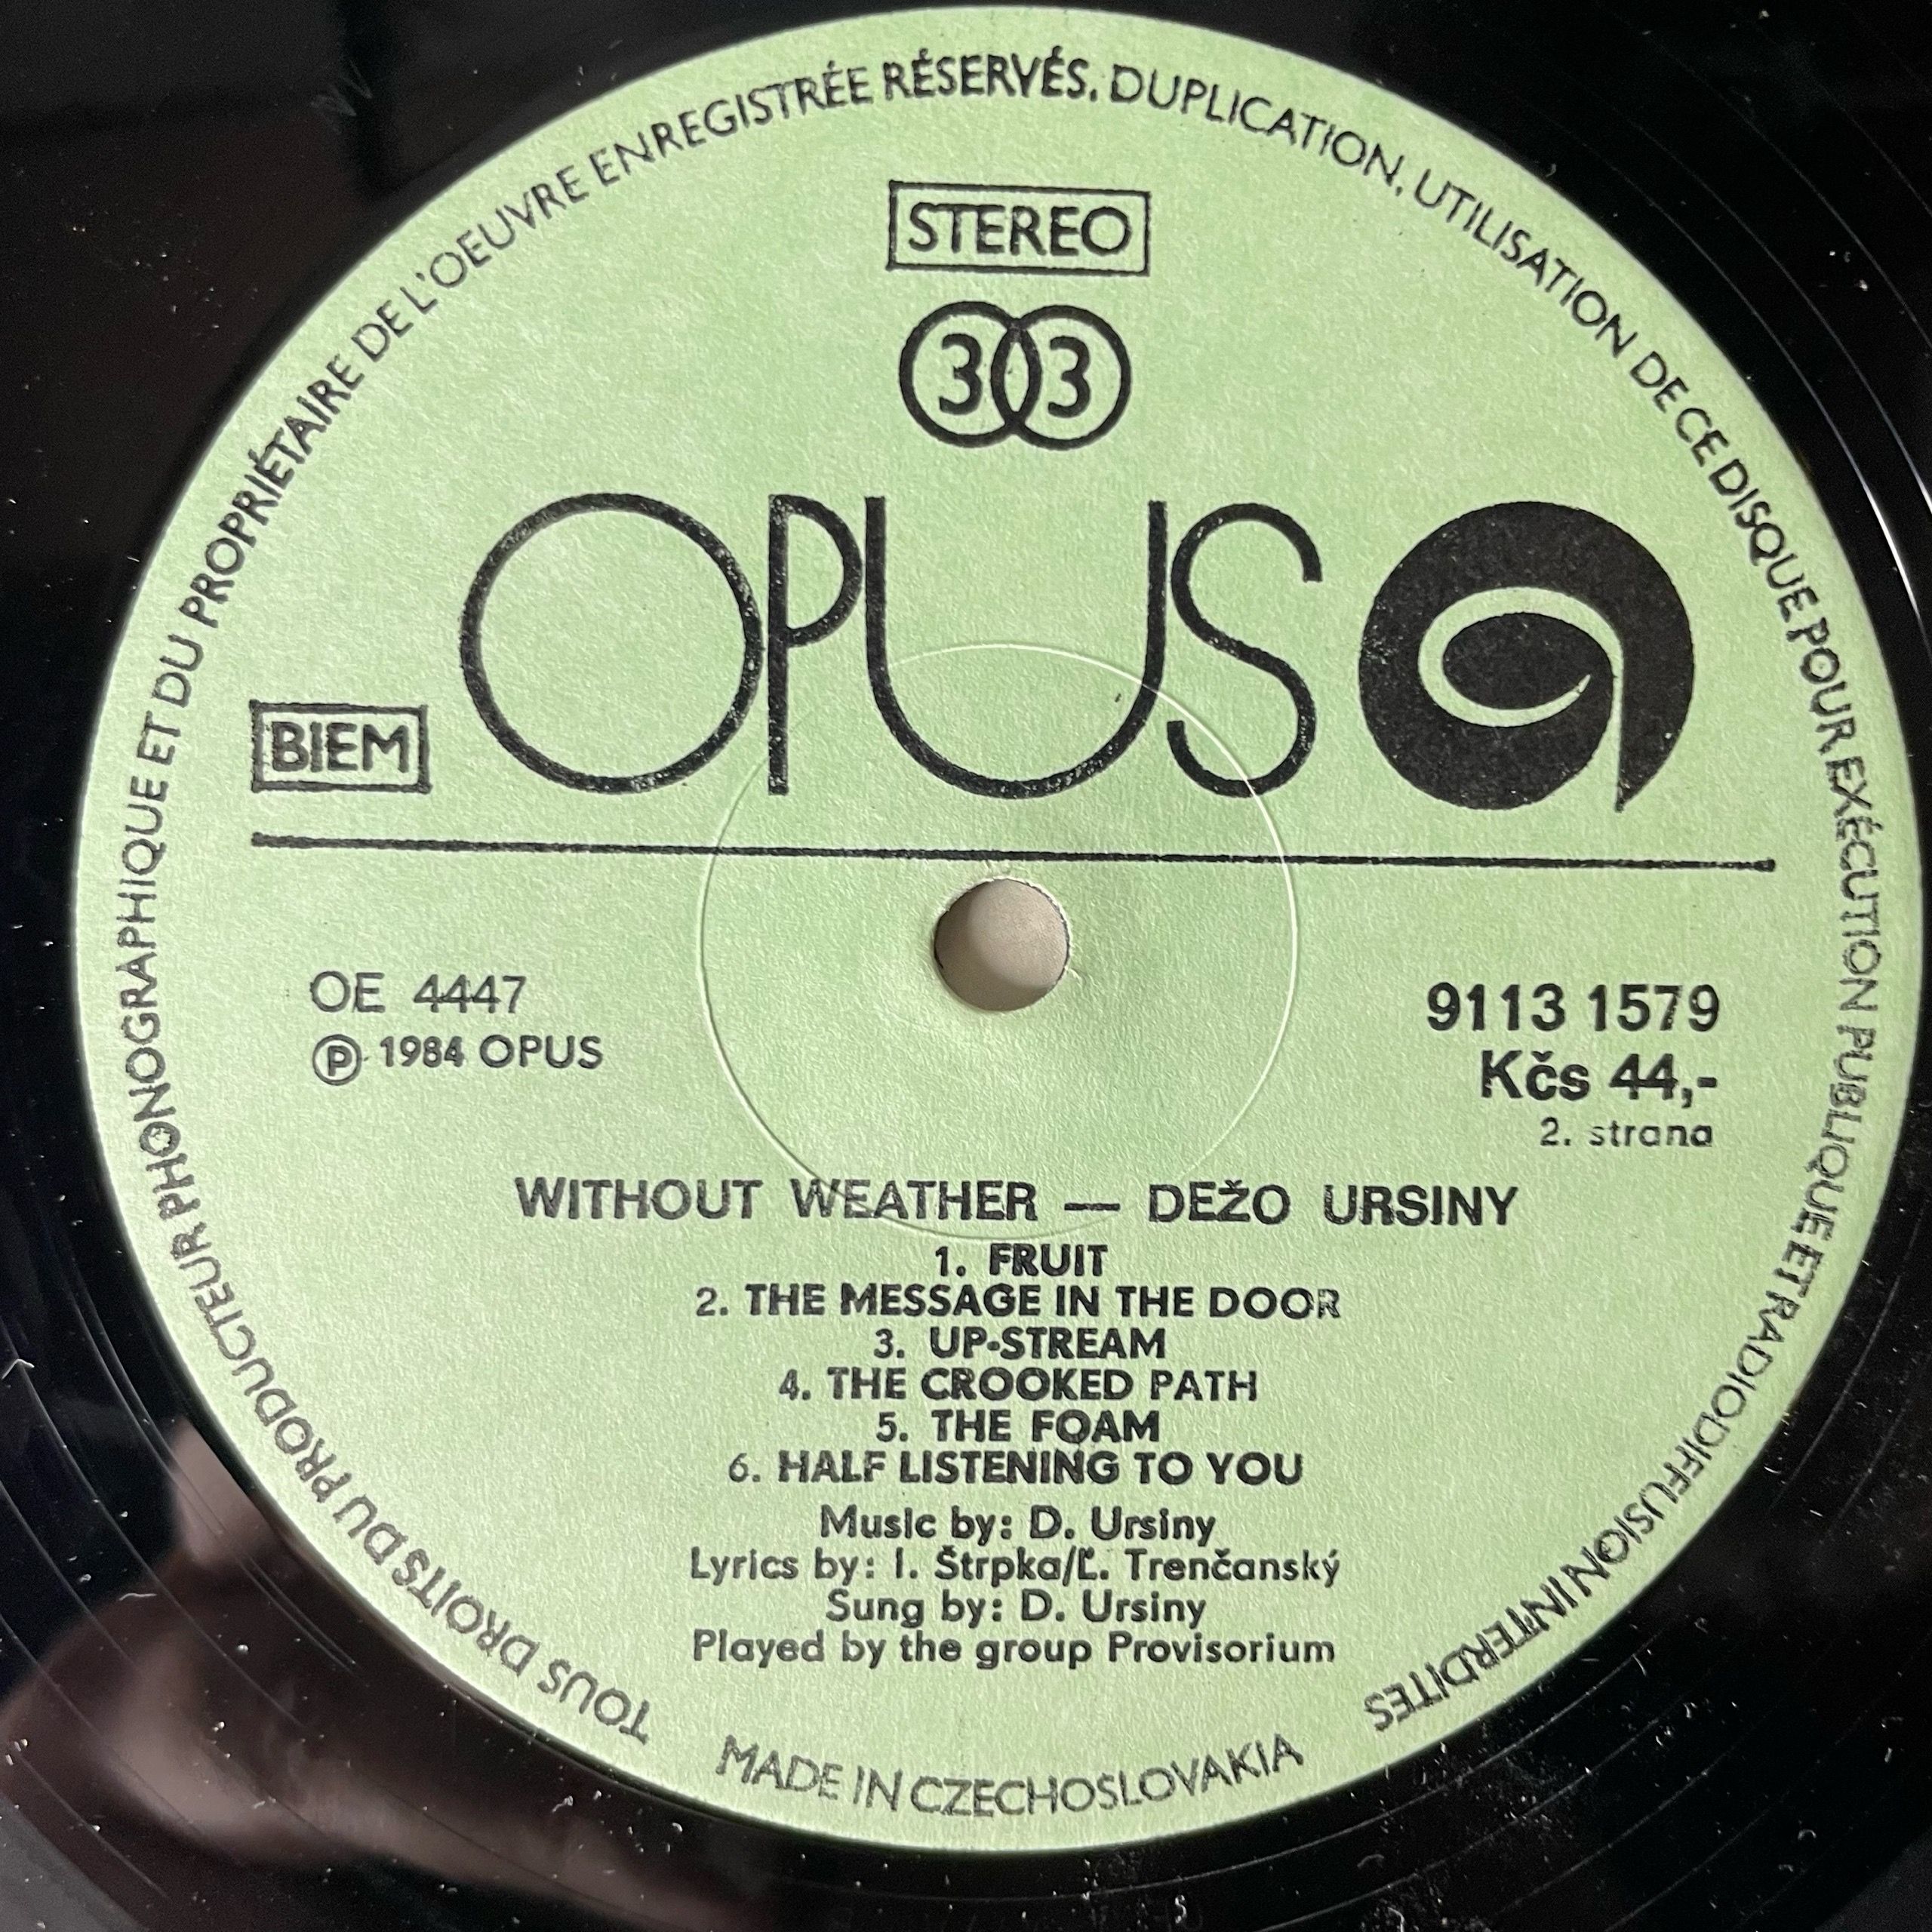 TOUS DROITS DU PRODUCTEUR PHONOGRAPHIQUE ET DU PROPRIÉTAIRE DE L'OEUVRE ENREGISTRÉE RÉSERVÉS. DUPLICATION, UTILISATION DE CE DISQUE POUR EXÉCUTION PUBLIQUE ET RADIODIFFUSION INTERDITES
STEREO
33
OPUS
BIEM
OE 4447
℗ 1984 OPUS
9113 1579
Kčs 44,-
2. strana
WITHOUT WEATHER — DEŽO URSINY
1. FRUIT
2. THE MESSAGE IN THE DOOR
3. UP-STREAM
4. THE CROOKED PATH
5. THE FOAM
6. HALF LISTENING TO YOU
Music by: D. Ursiny
Lyrics by: I. Štrpka/Ľ. Trenčanský
Sung by: D. Ursiny
Played by the group Provisorium
MADE IN CZECHOSLOVAKIA